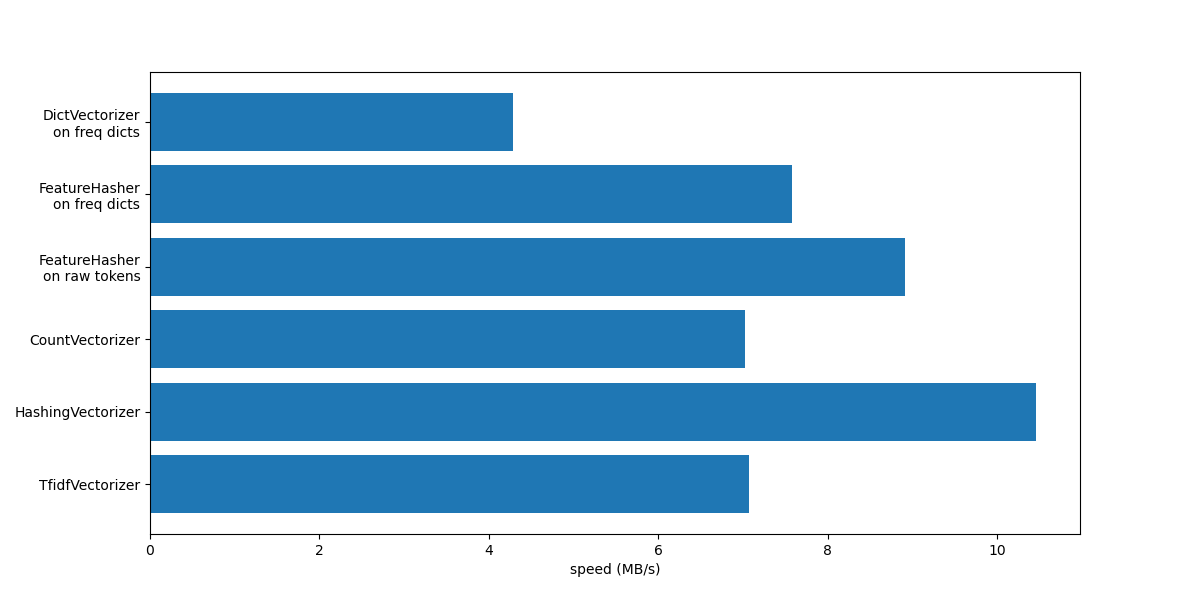 DictVectorizer
on freq dicts
FeatureHasher
on freq dicts
FeatureHasher
on raw tokens
CountVectorizer
HashingVectorizer
TfidfVectorizer
0 2 4 6 8 10
speed (MB/s)